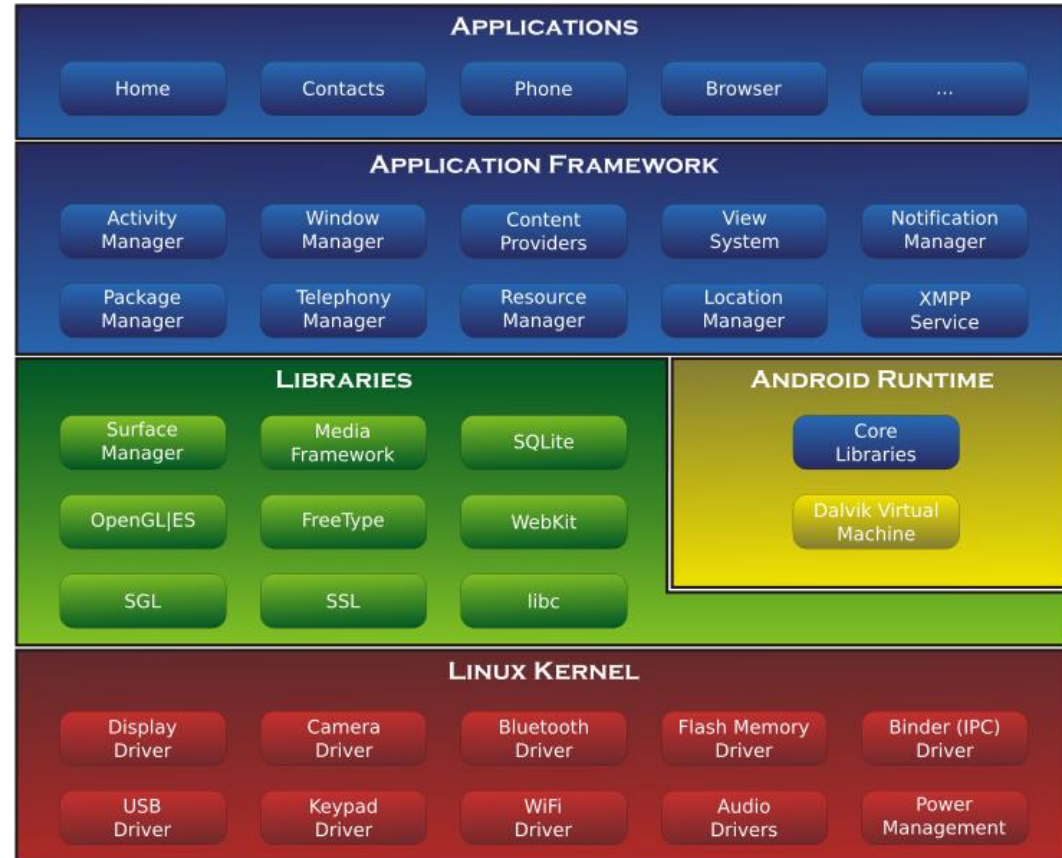 APPLICATIONS
Home
Contacts
Phone
Browser
...
APPLICATION FRAMEWORK
Activity
Manager
Window
Manager
Content
Providers
View
System
Notification
Manager
Package
Manager
Telephony
Manager
Resource
Manager
Location
Manager
XMPP
Service
LIBRARIES
Surface
Manager
Media
Framework
SQLite
OpenGL|ES
FreeType
WebKit
SGL
SSL
libc
ANDROID RUNTIME
Core
Libraries
Dalvik Virtual
Machine
LINUX KERNEL
Display
Driver
Camera
Driver
Bluetooth
Driver
Flash Memory
Driver
Binder (IPC)
Driver
USB
Driver
Keypad
Driver
WiFi
Driver
Audio
Drivers
Power
Management